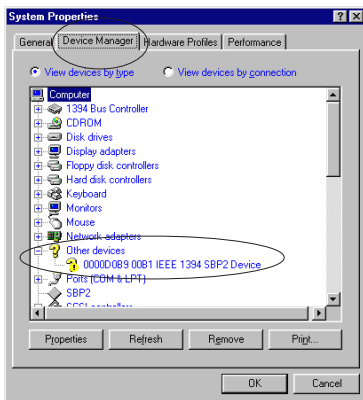 System Properties
General
Device Manager
Hardware Profiles
Performance
View devices by type
View devices by connection
Computer
1394 Bus Controller
CDROM
Disk drives
Display adapters
Floppy disk controllers
Hard disk controllers
Keyboard
Monitors
Mouse
Network adapters
Other devices
0000D0B9 00B1 IEEE 1394 SBP2 Device
Ports (COM & LPT)
SBP2
SCSI controllers
Properties
Refresh
Remove
Print...
OK
Cancel